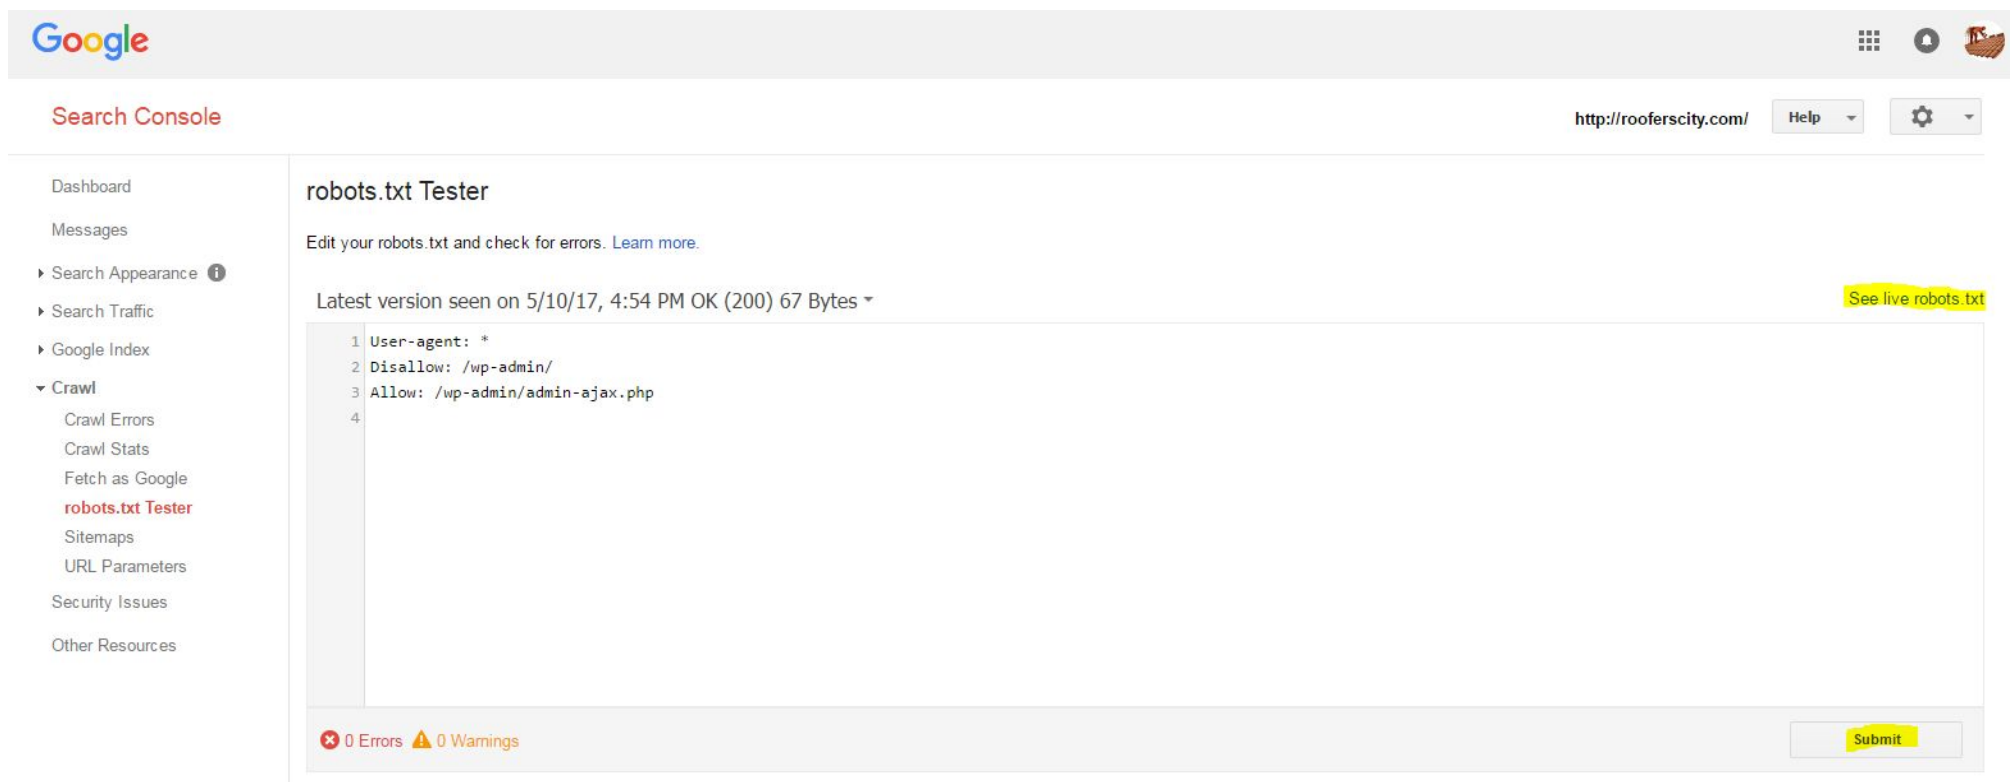 Google
Search Console
http://rooferscity.com/ Help
Dashboard
Messages
Search Appearance
Search Traffic
Google Index
Crawl
Crawl Errors
Crawl Stats
Fetch as Google
robots.txt Tester
Sitemaps
URL Parameters
Security Issues
Other Resources
robots.txt Tester
Edit your robots.txt and check for errors. Learn more.
Latest version seen on 5/10/17, 4:54 PM OK (200) 67 Bytes
See live robots.txt
1 User-agent: *
2 Disallow: /wp-admin/
3 Allow: /wp-admin/admin-ajax.php
4
0 Errors 0 Warnings
Submit